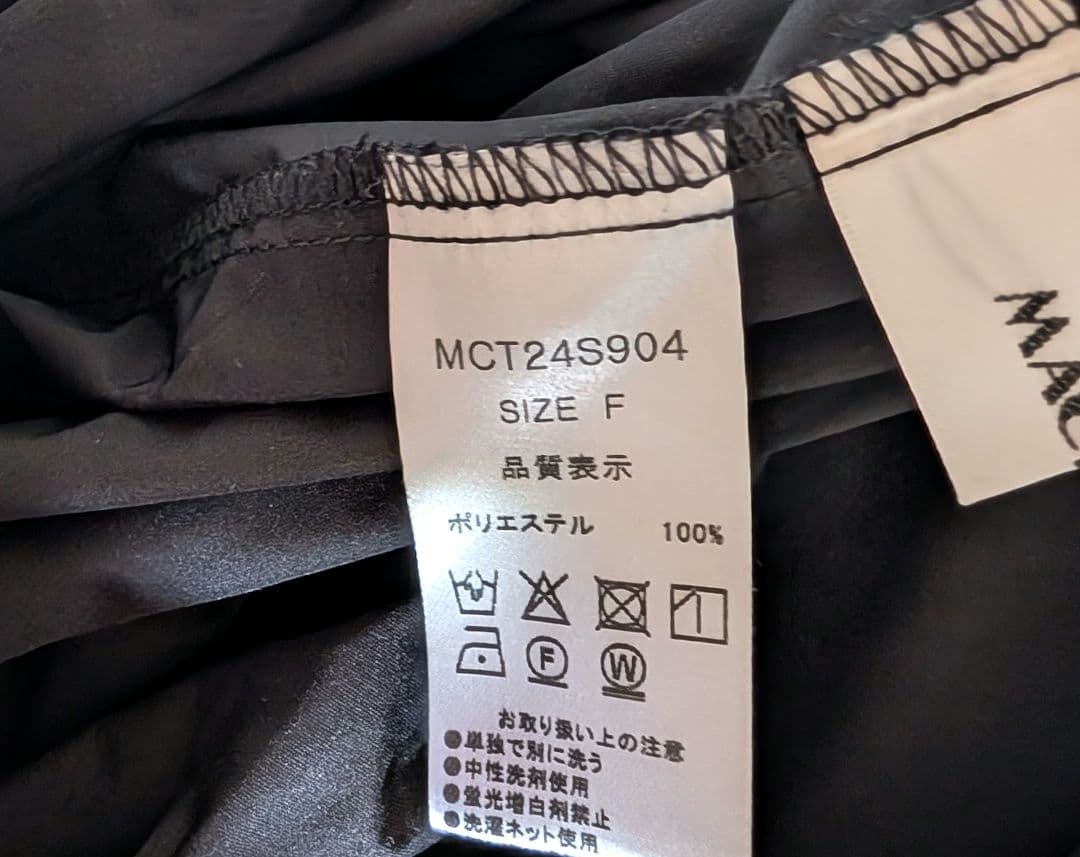 MCT24S904
SIZE F
品質表示
ポリエステル 100%
F W
お取り扱い上の注意
●単独で別に洗う
●中性洗剤使用
●蛍光増白剤禁止
●洗濯ネット使用